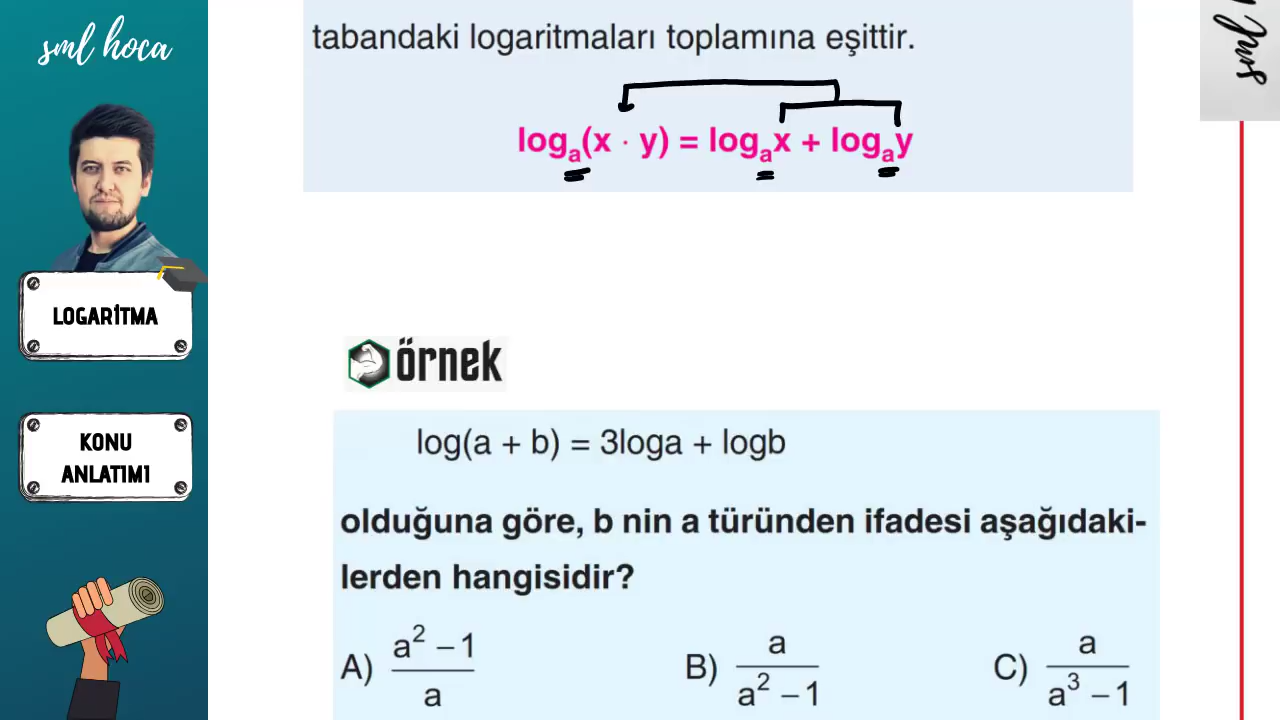 sml hoca
LOGARİTMA
KONU
ANLATIMI
tabandaki logaritmaları toplamına eşittir.
logₐ(x · y) = logₐx + logₐy
örnek
log(a + b) = 3loga + logb
olduğuna göre, b nin a türünden ifadesi aşağıdaki-
lerden hangisidir?
A) (a² – 1)/a B) a/(a² – 1) C) a/(a³ – 1)